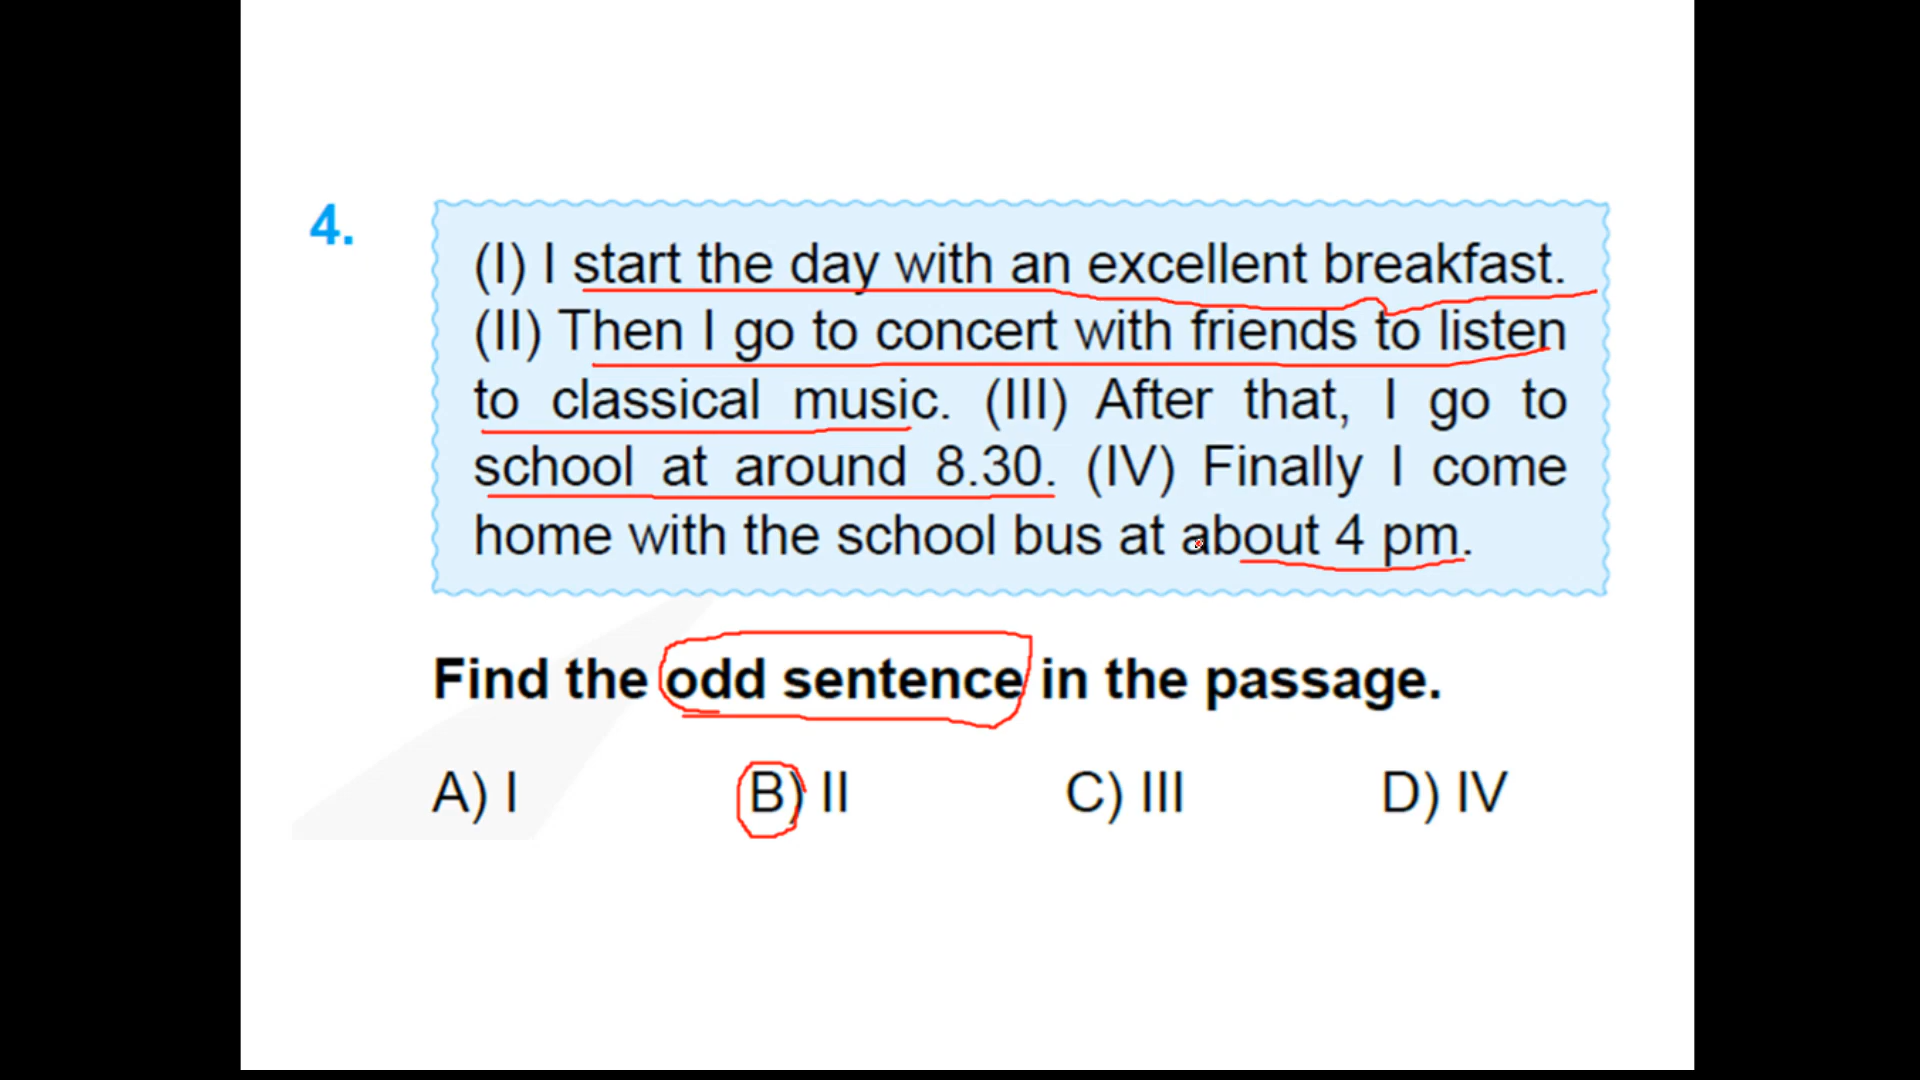 4.
(I) I start the day with an excellent breakfast.
(II) Then I go to concert with friends to listen
to classical music. (III) After that, I go to
school at around 8.30. (IV) Finally I come
home with the school bus at about 4 pm.
Find the odd sentence in the passage.
A) I B) II C) III D) IV